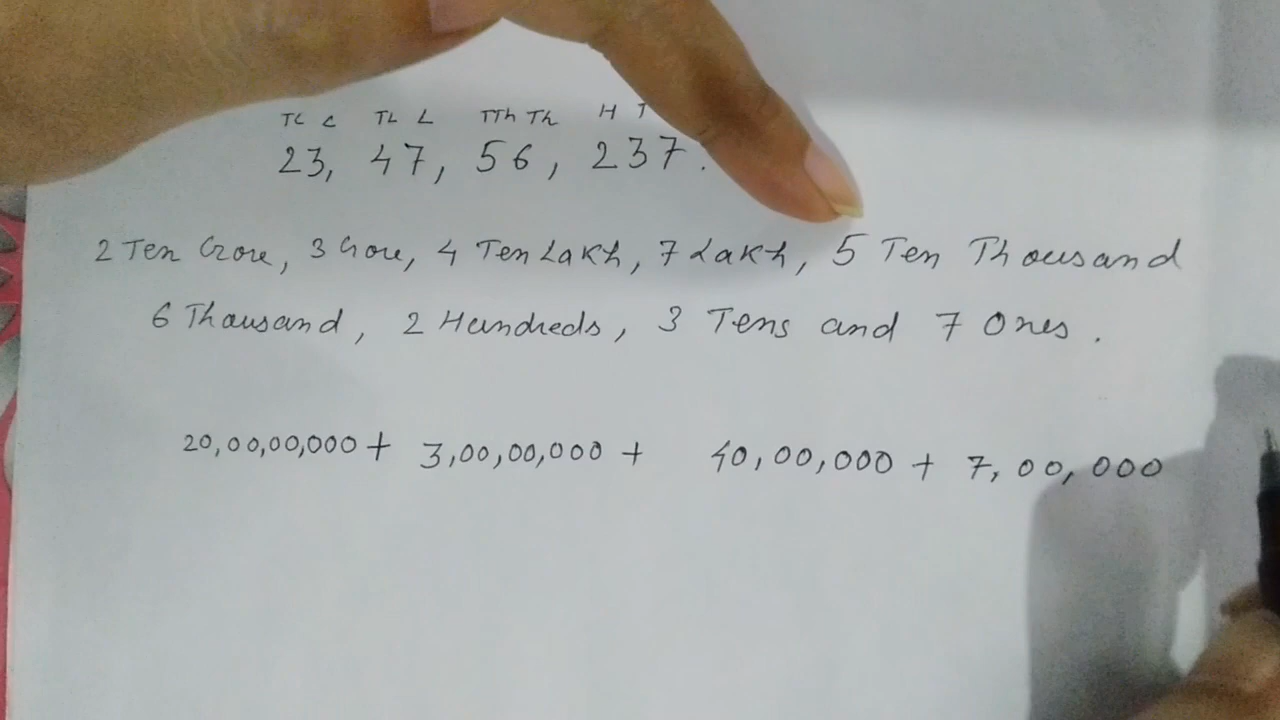 TC C TL L TTh Th H T
23, 47, 56, 237.
2 Ten Crore, 3 Crore, 4 Ten Lakh, 7 Lakh, 5 Ten Thousand
6 Thousand, 2 Hundreds, 3 Tens and 7 Ones.
20,00,00,000 + 3,00,00,000 + 40,00,000 + 7,00,000